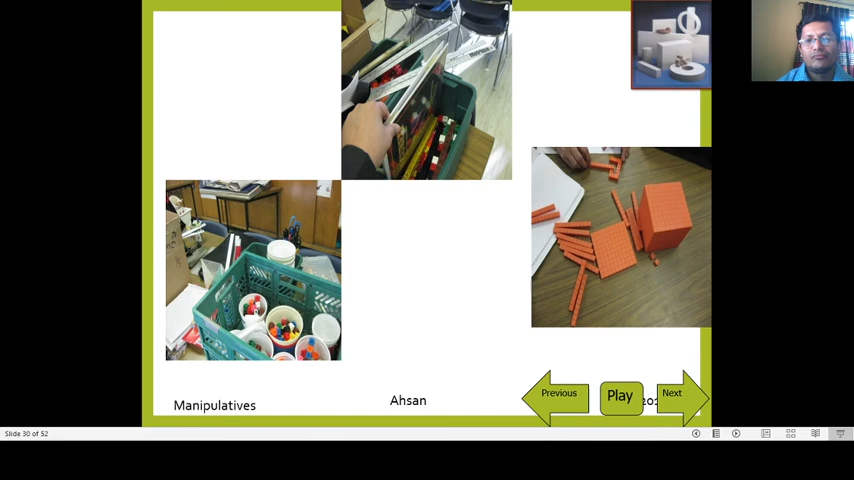 Previous
Play
Next
Manipulatives
Ahsan
Slide 30 of 52